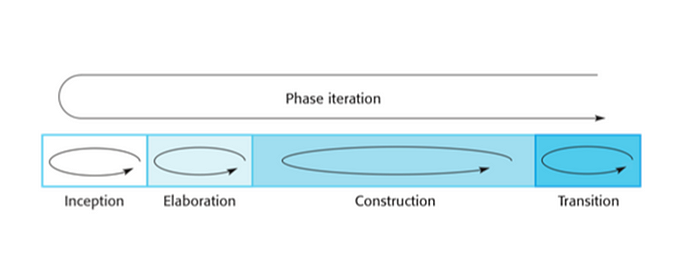 Phase iteration
Inception
Elaboration
Construction
Transition